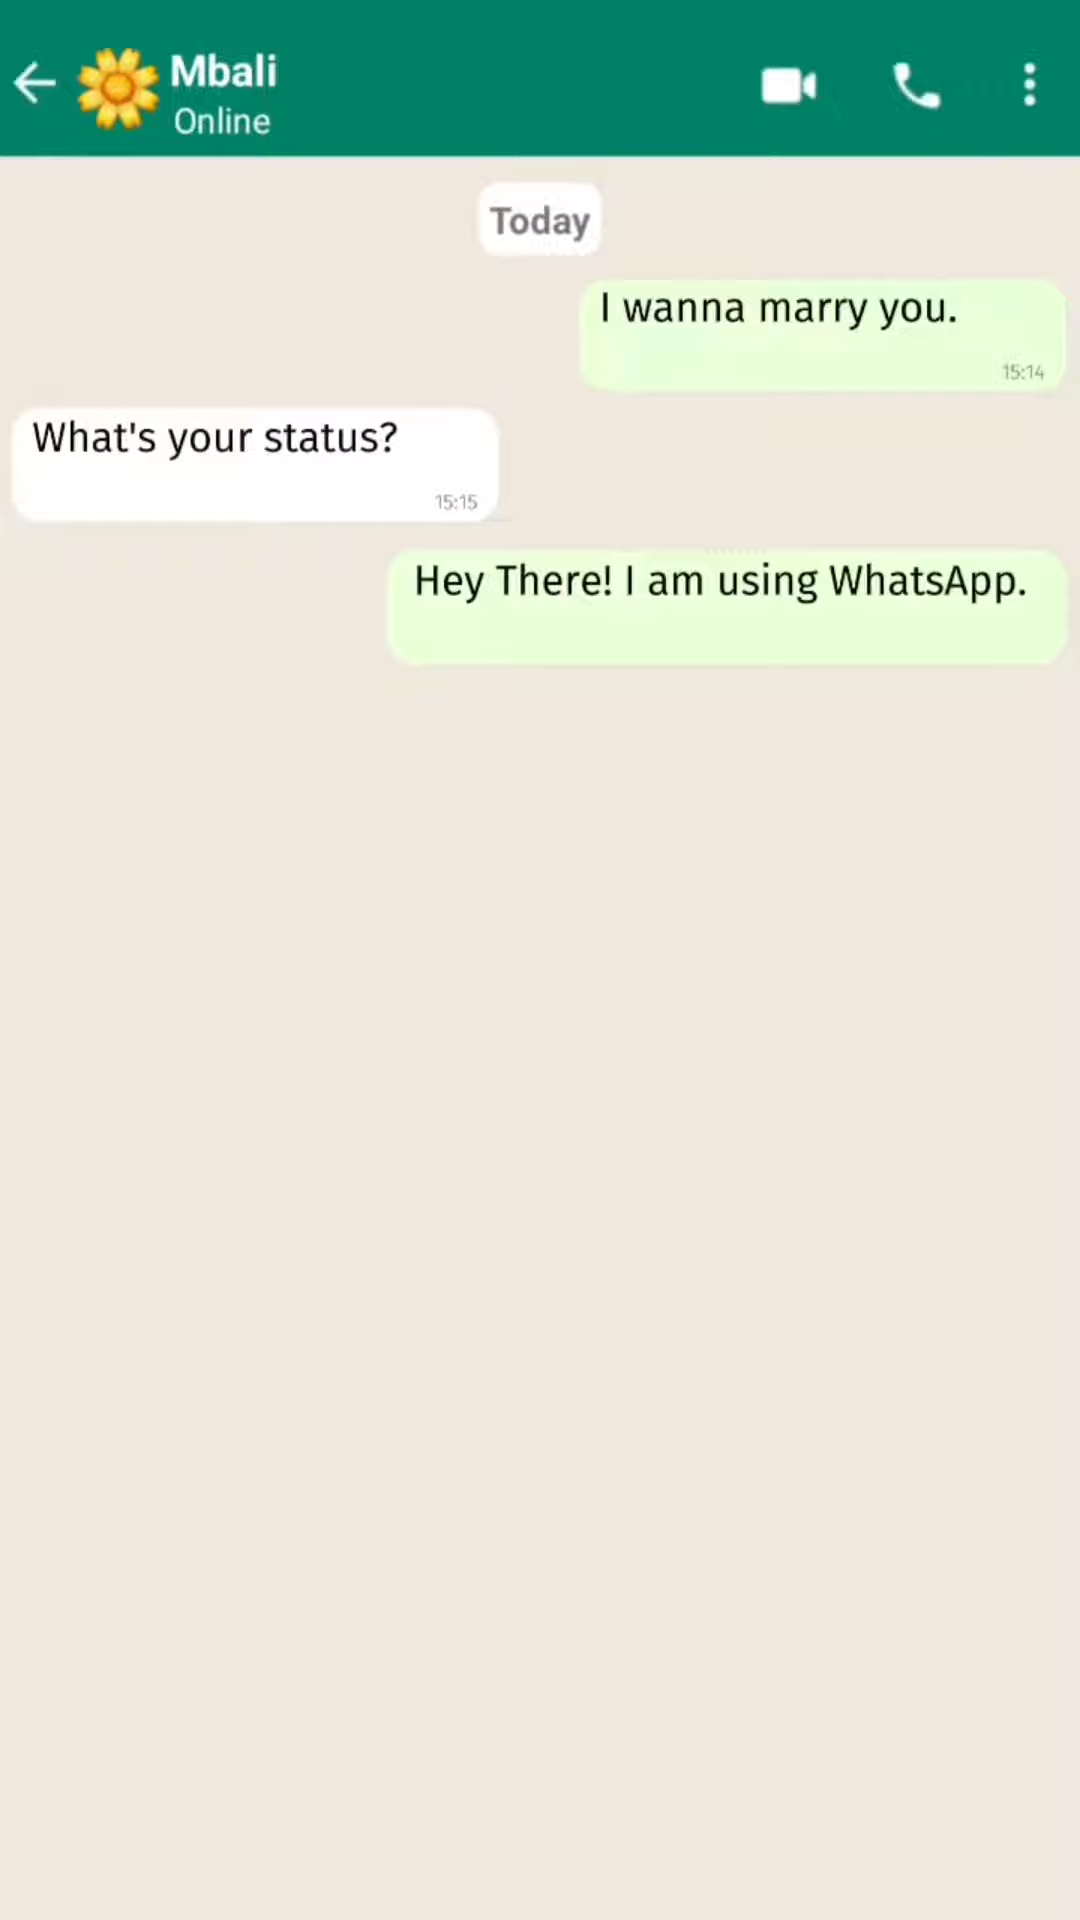 Mbali
Online
Today
I wanna marry you.
15:14
What's your status?
15:15
Hey There! I am using WhatsApp.